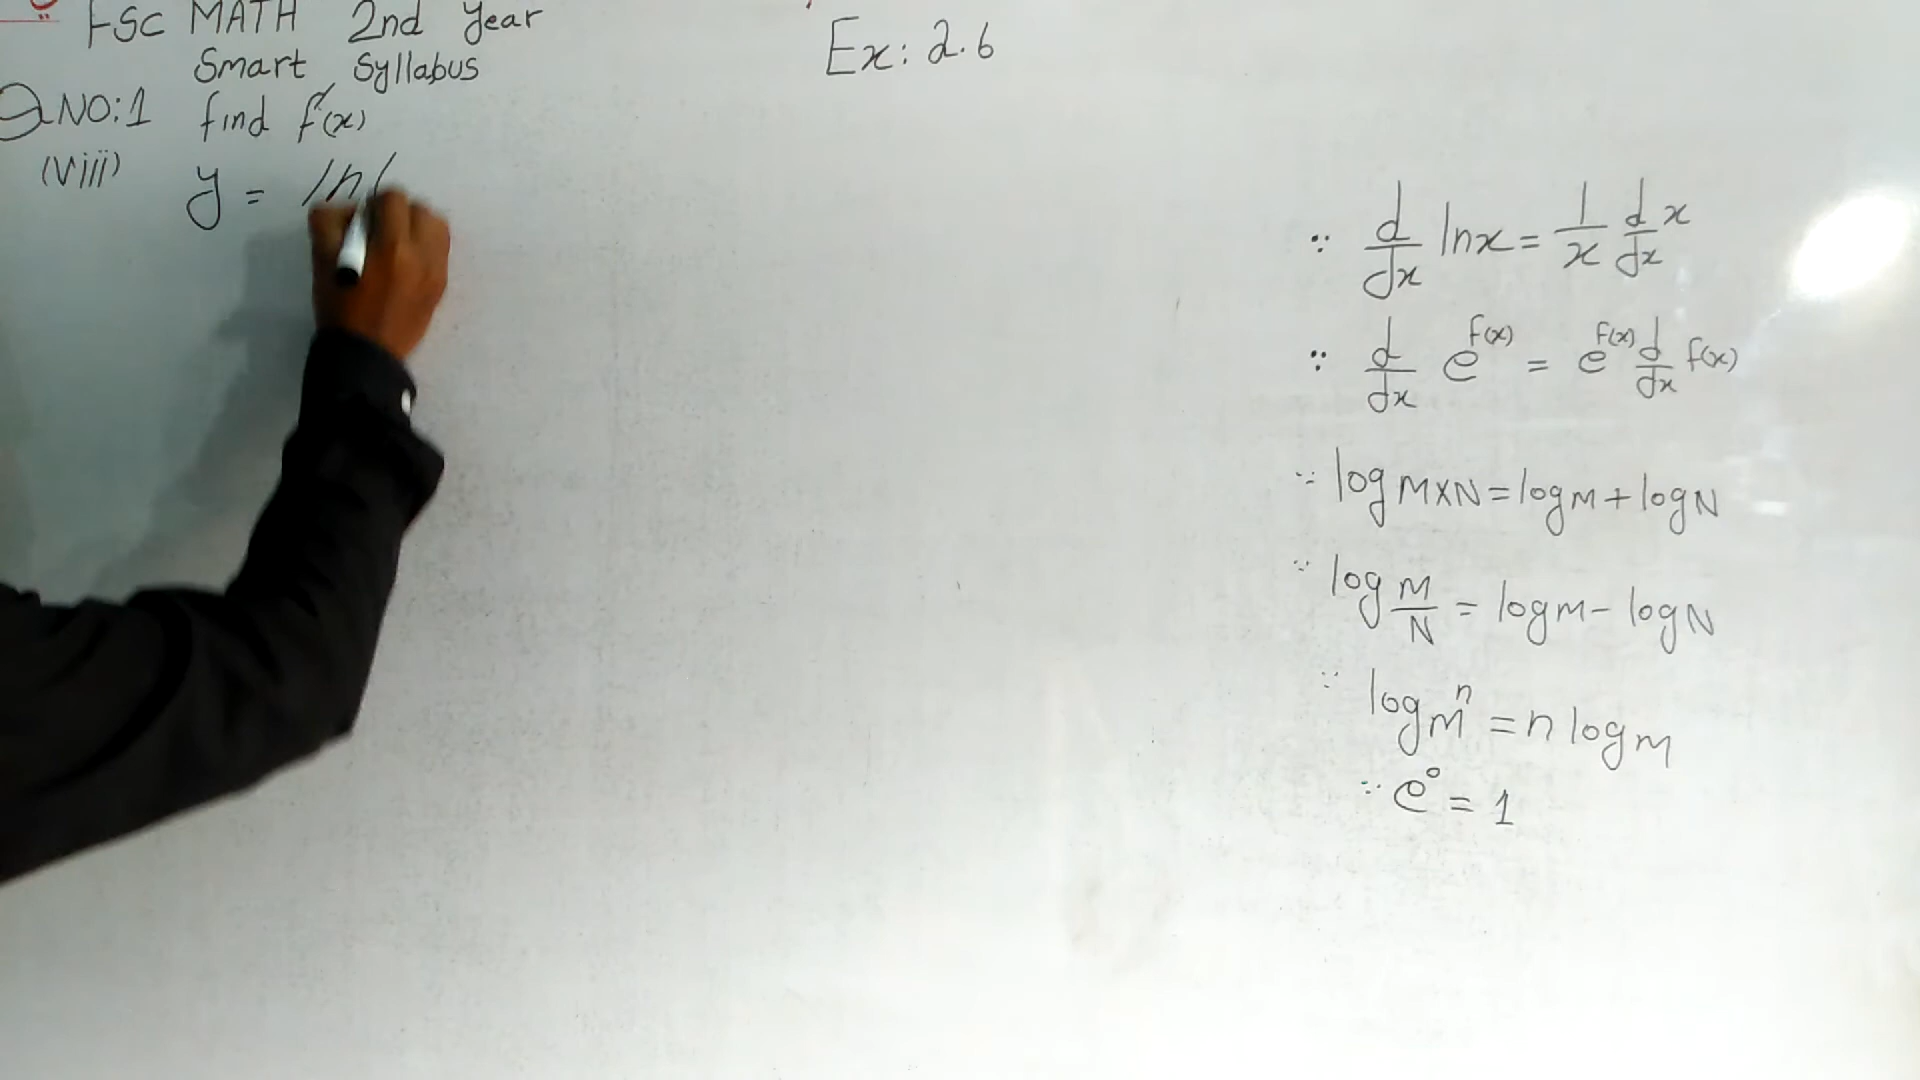 FSC MATH 2nd Year
Smart Syllabus
Ex: 2.6
Q NO:1 find f'(x)
(viii) y = ln(
∵ d/dx lnx = 1/x d/dx x
∵ d/dx e^f(x) = e^f(x) d/dx f(x)
∵ log M×N = log M + log N
∵ log M/N = log M - log N
∵ log M^n = n log M
∵ e^0 = 1